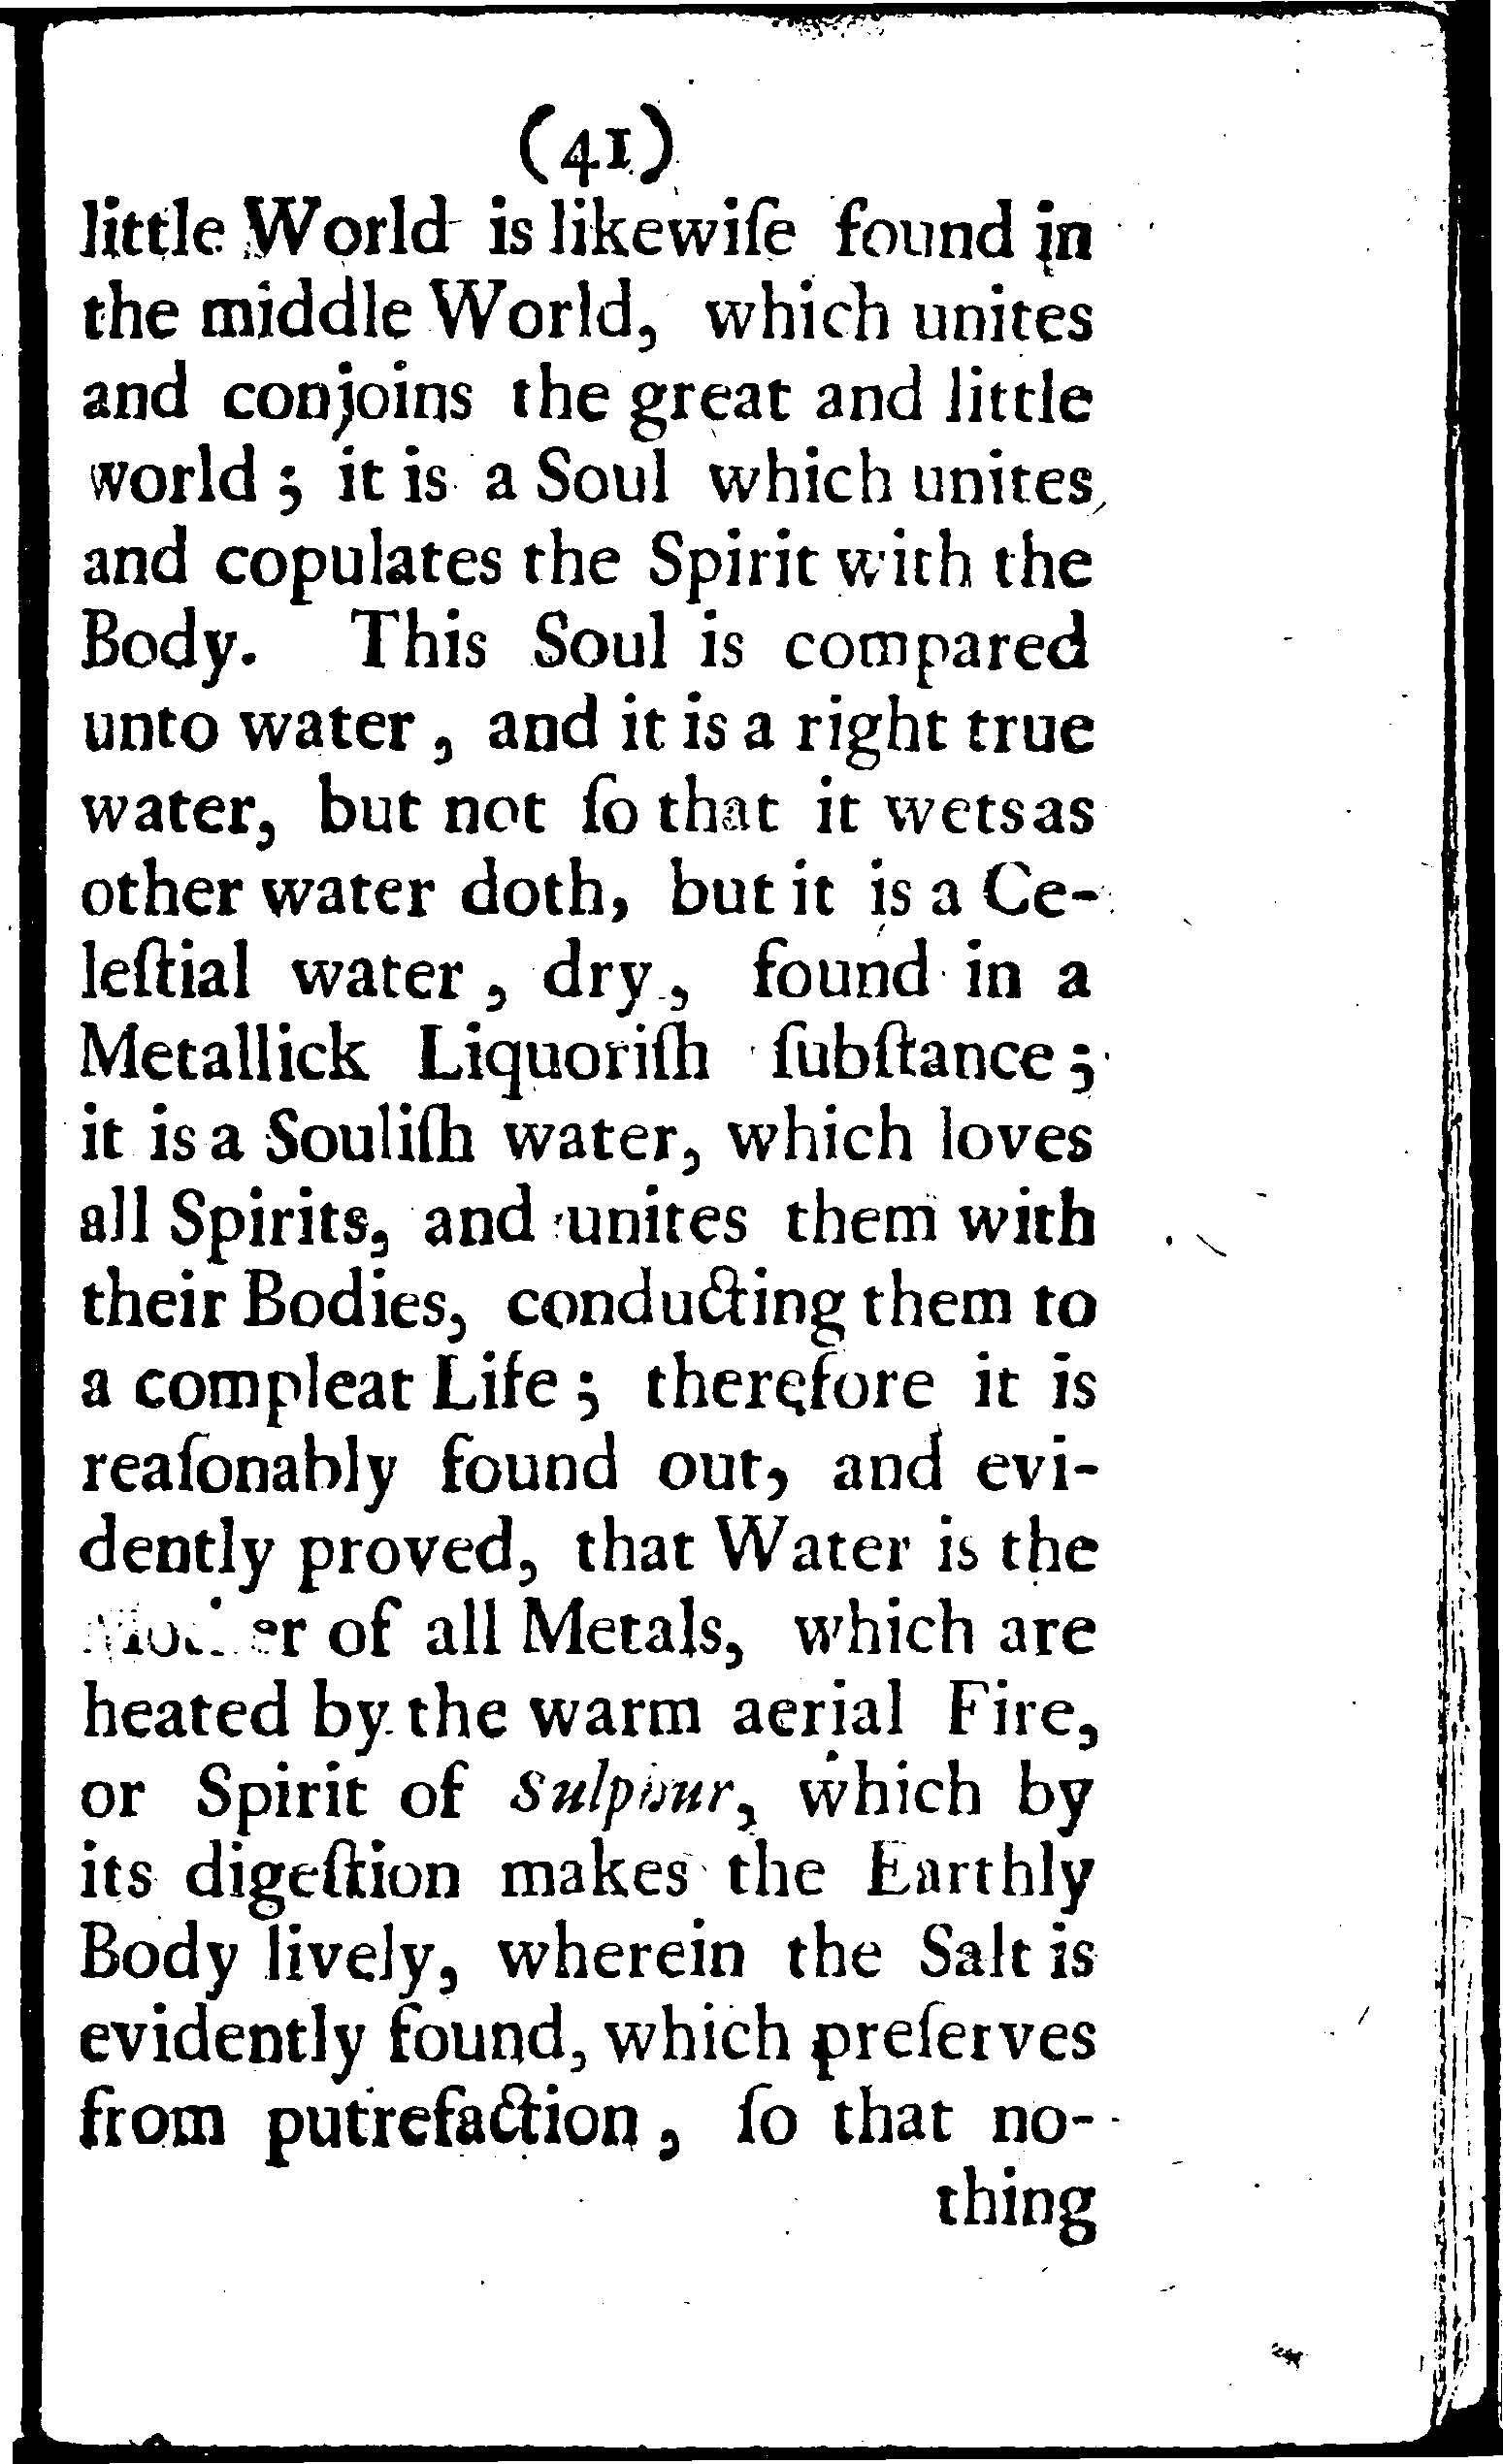 (41)
little World is likewiſe found in
the middle World, which unites
and conjoins the great and little
world ; it is a Soul which unites
and copulates the Spirit with the
Body. This Soul is compared
unto water , and it is a right true
water, but not ſo that it wets as
other water doth, but it is a Ce-
leſtial water , dry , found in a
Metallick Liquoriſh ſubſtance ;
it is a Souliſh water, which loves
all Spirits, and unites them with
their Bodies, conducting them to
a compleat Life ; therefore it is
reaſonably found out, and evi-
dently proved, that Water is the
of all Metals, which are
heated by the warm aerial Fire,
or Spirit of Sulphur, which by
its digeſtion makes the Earthly
Body lively, wherein the Salt is
evidently found, which preſerves
from putrefaction , ſo that no-
thing